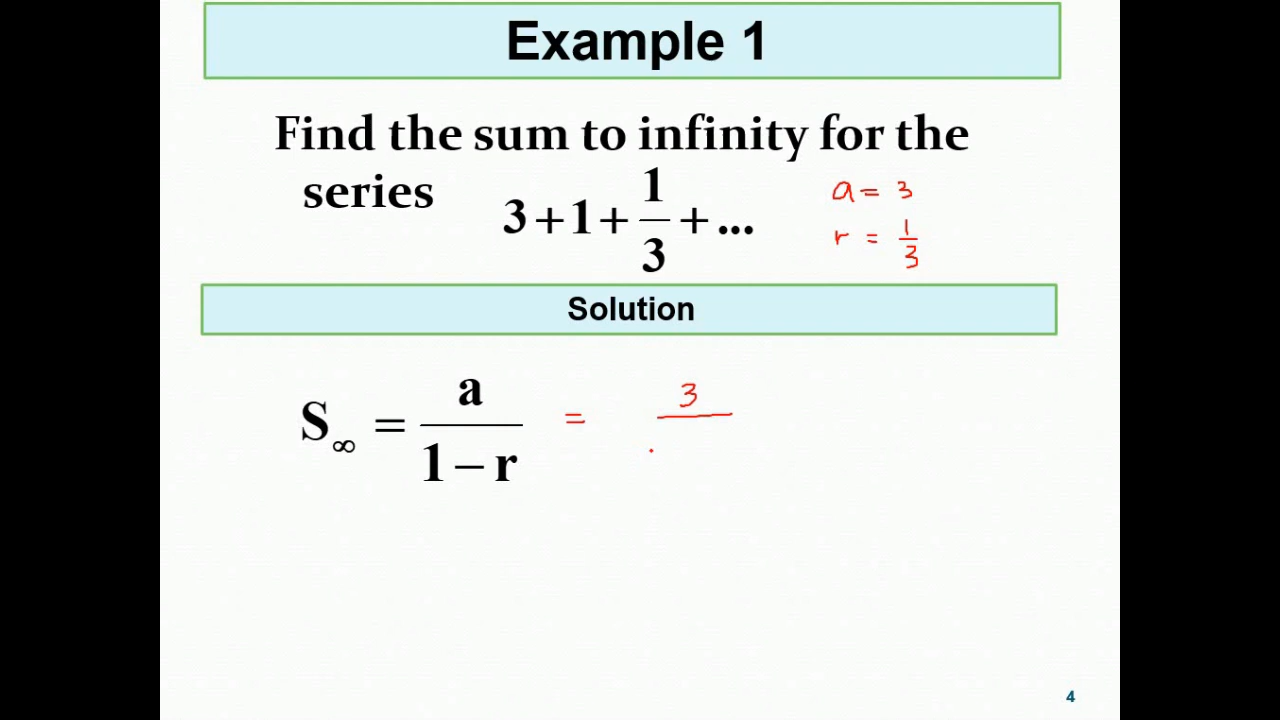 Example 1
Find the sum to infinity for the
series 3+1+1/3+... a = 3
r = 1/3
Solution
S∞ = a/(1−r) = 3/
4